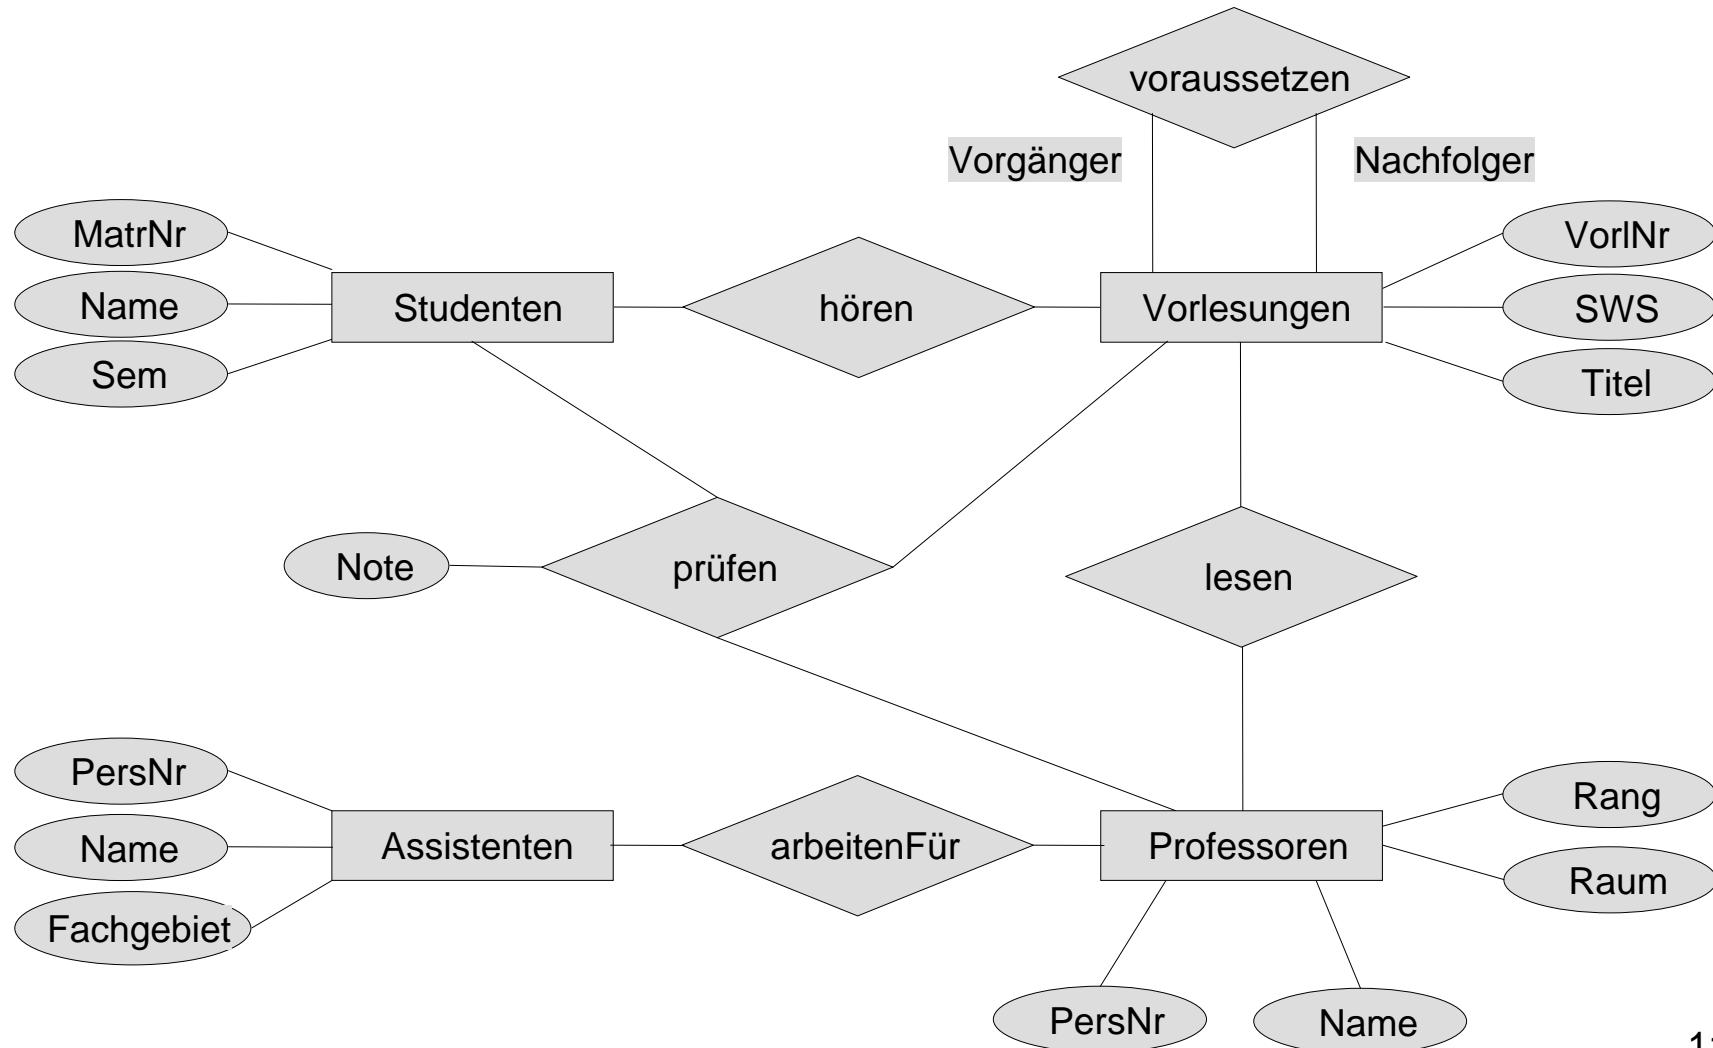 voraussetzen
Vorgänger
Nachfolger
MatrNr
VorlNr
Name
Studenten
hören
Vorlesungen
SWS
Sem
Titel
Note
prüfen
lesen
PersNr
Rang
Name
Assistenten
arbeitenFür
Professoren
Raum
Fachgebiet
PersNr
Name